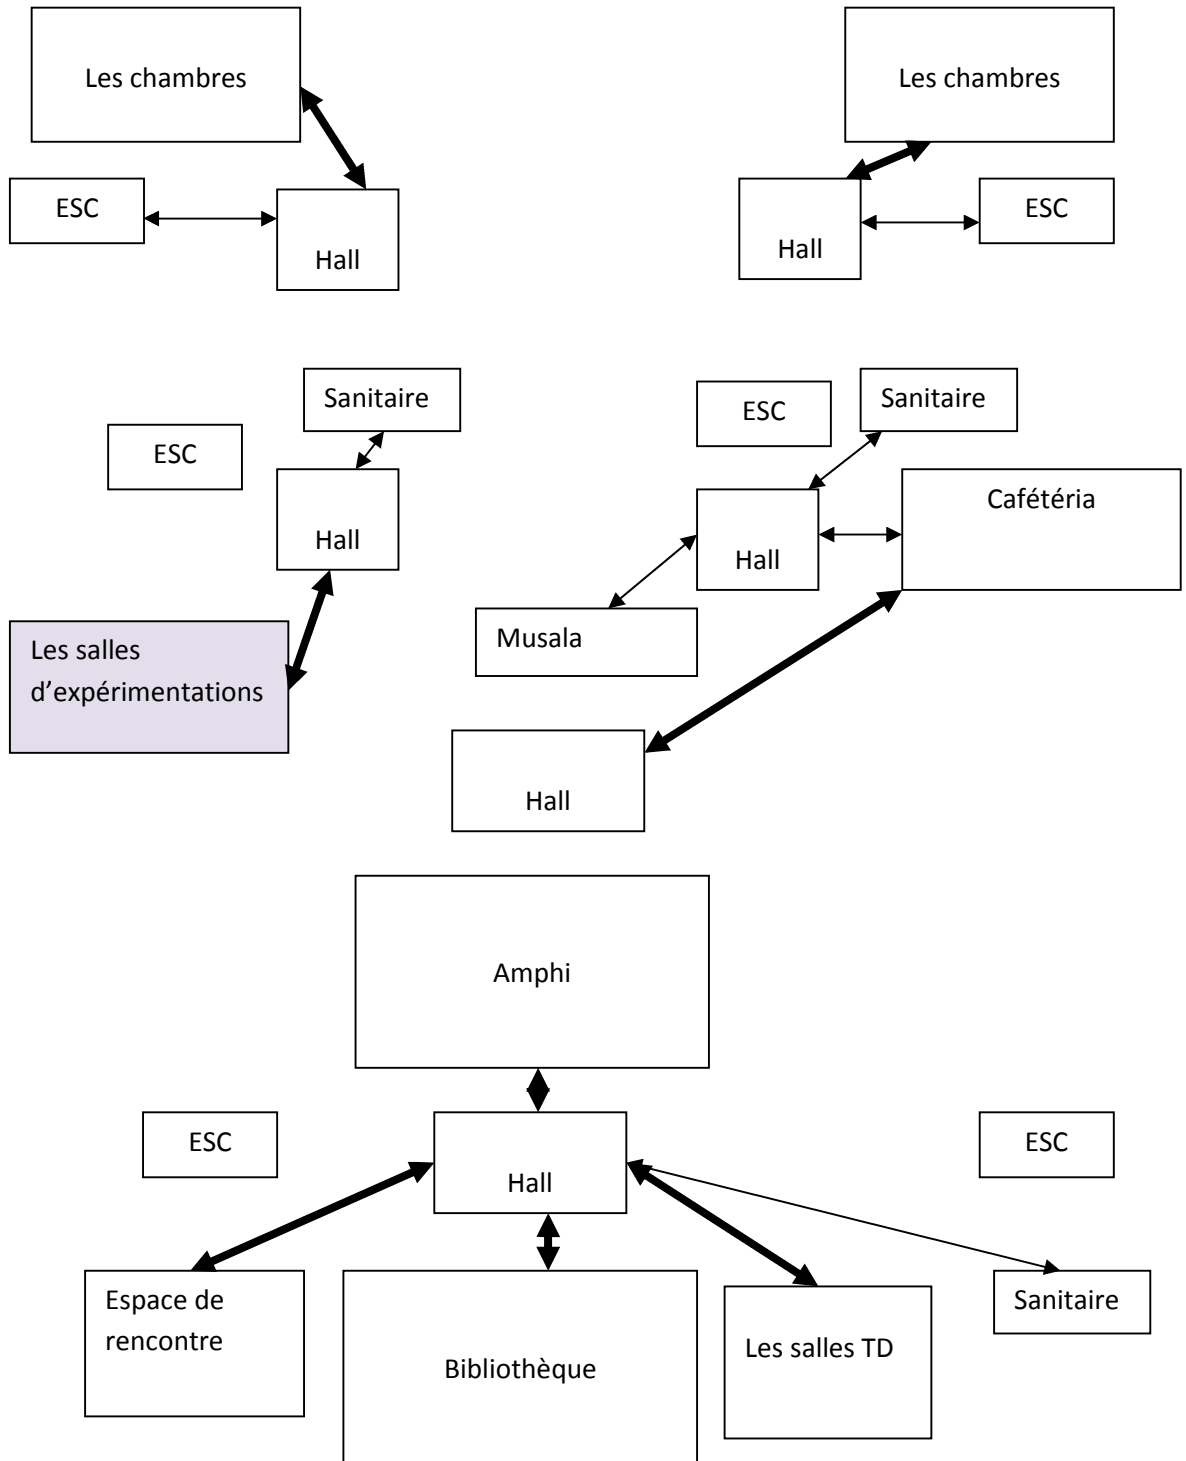 Les chambres
Les chambres
ESC
Hall
ESC
Hall
Sanitaire
ESC
Hall
ESC
Sanitaire
Cafétéria
Hall
Les salles
d’expérimentations
Musala
Hall
Amphi
ESC
Hall
ESC
Espace de
rencontre
Bibliothèque
Les salles TD
Sanitaire